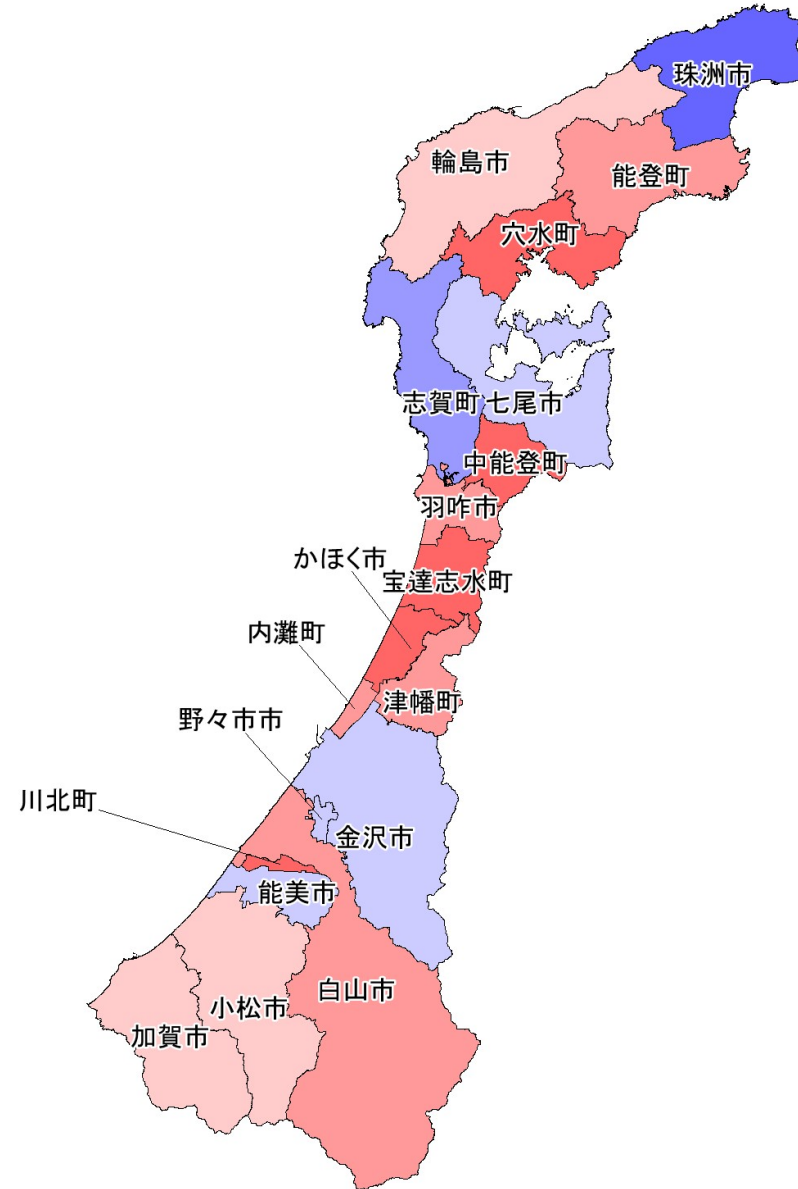 珠洲市
輪島市
能登町
穴水町
志賀町
七尾市
中能登町
羽咋市
かほく市
宝達志水町
内灘町
津幡町
野々市市
川北町
金沢市
能美市
白山市
小松市
加賀市